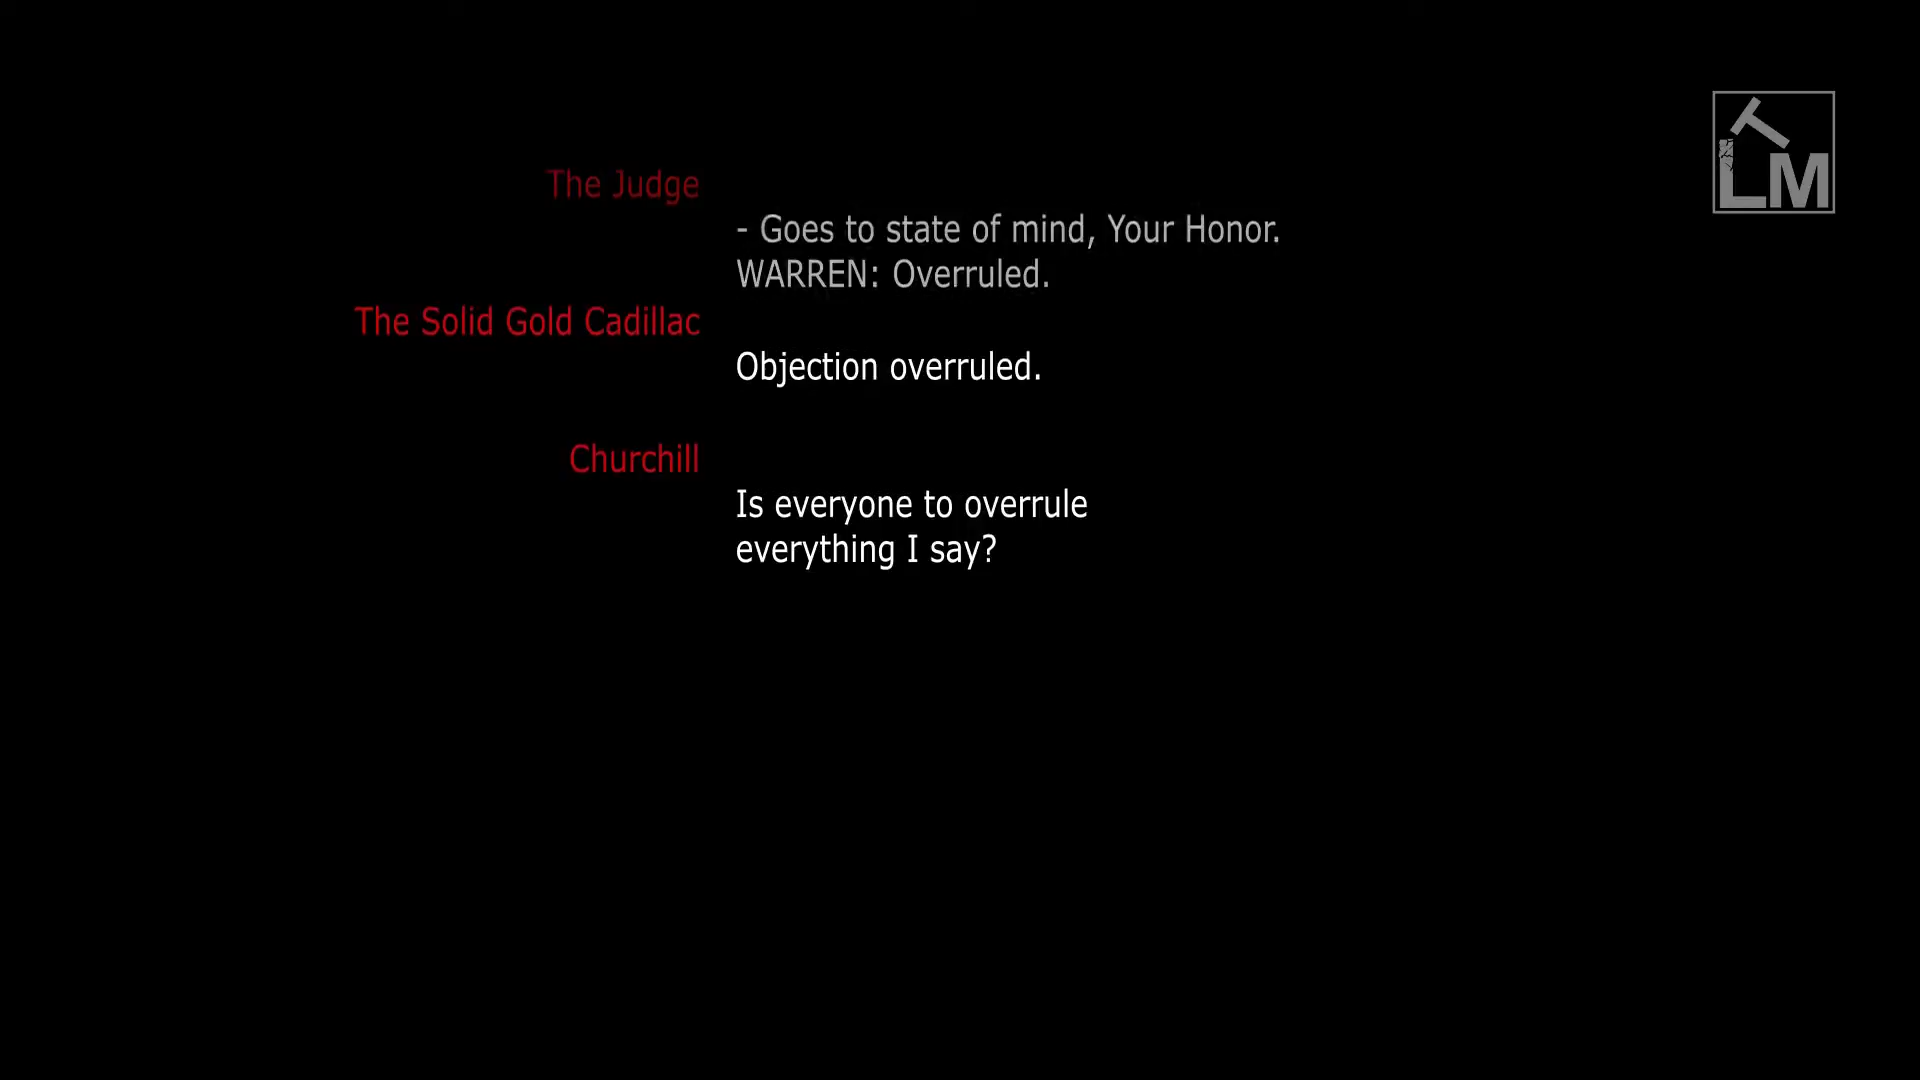 TLM
The Judge
- Goes to state of mind, Your Honor.
WARREN: Overruled.
The Solid Gold Cadillac
Objection overruled.
Churchill
Is everyone to overrule
everything I say?